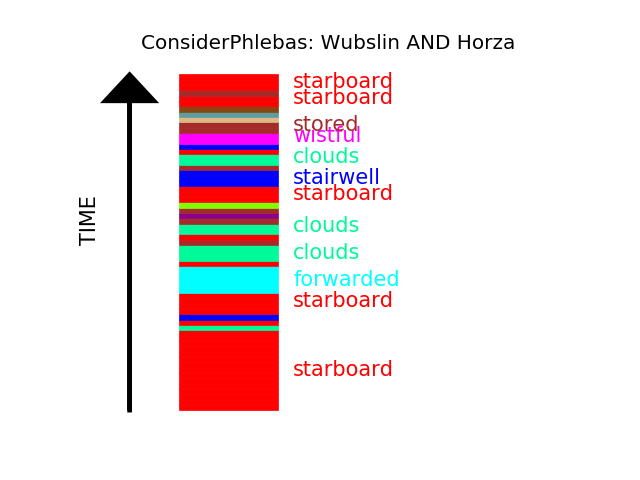 ConsiderPhlebas: Wubslin AND Horza
starboard
starboard
stored
wistful
clouds
stairwell
starboard
clouds
clouds
forwarded
starboard
starboard
TIME